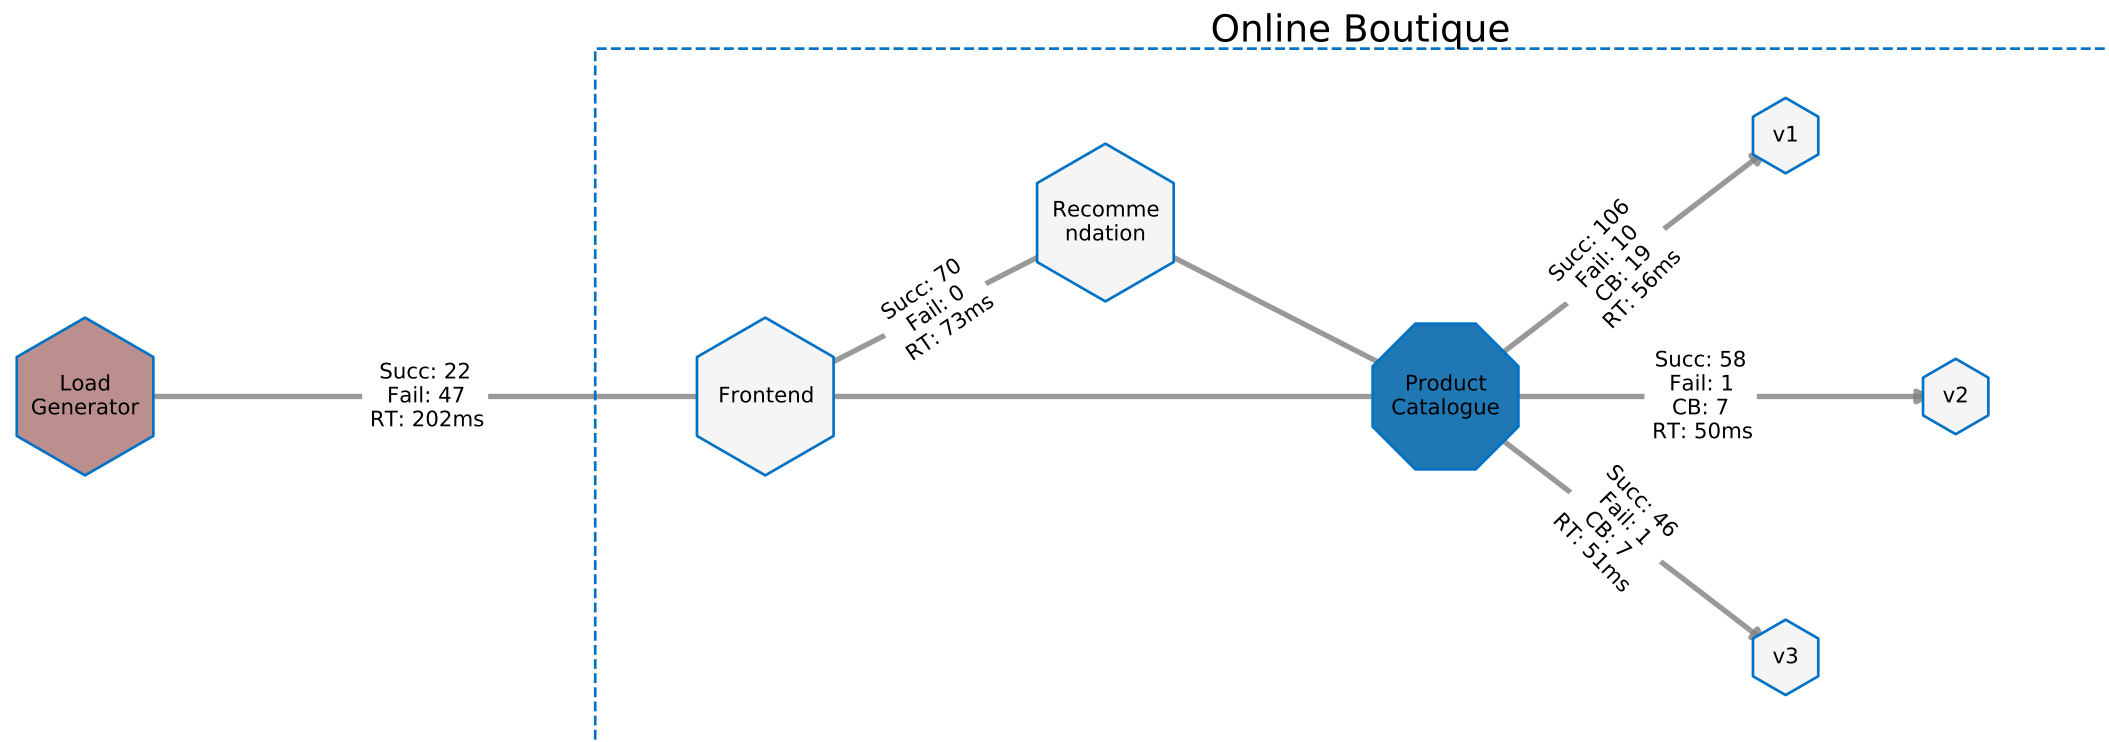 Online Boutique
Load
Generator
Succ: 22
Fail: 47
RT: 202ms
Frontend
Succ: 70
Fail: 0
RT: 73ms
Recomme
ndation
Product
Catalogue
Succ: 106
Fail: 10
CB: 19
RT: 56ms
v1
Succ: 58
Fail: 1
CB: 7
RT: 50ms
v2
Succ: 46
Fail: 1
CB: 7
RT: 51ms
v3